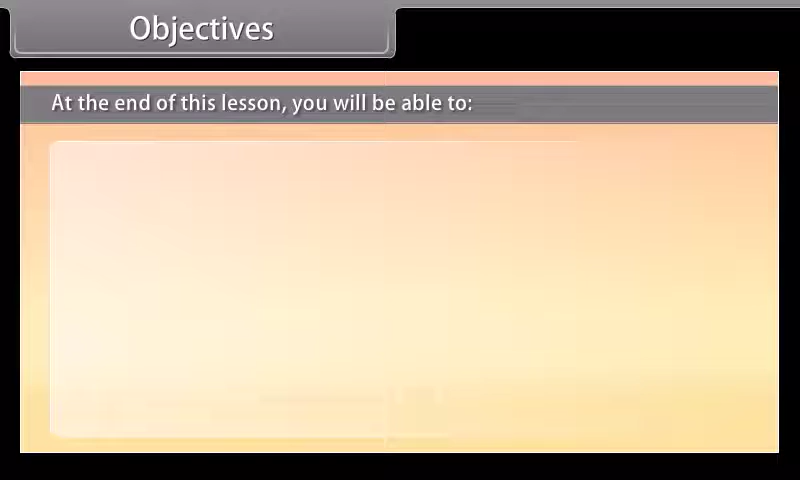 Objectives
At the end of this lesson, you will be able to: